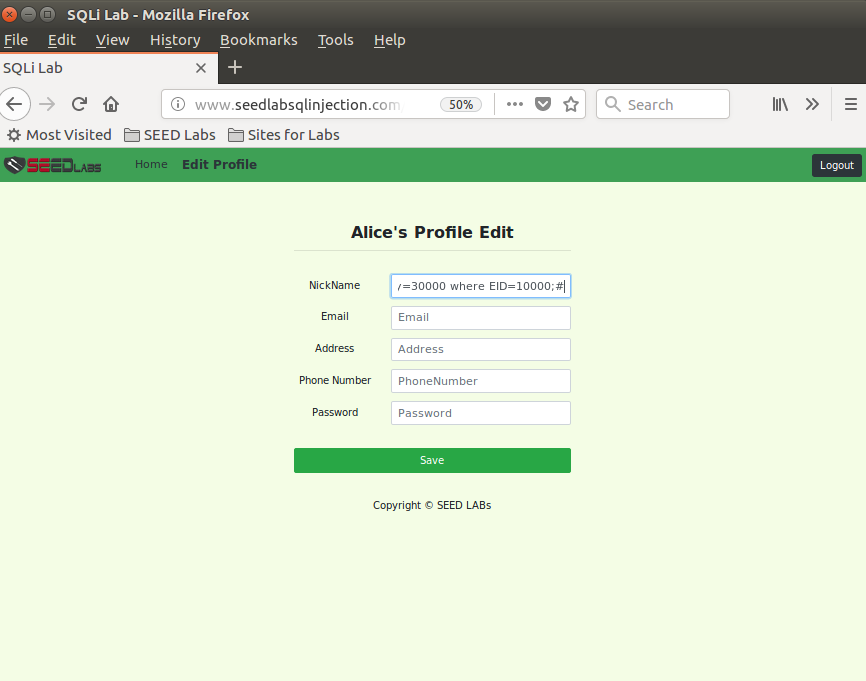 SQLi Lab - Mozilla Firefox
File Edit View History Bookmarks Tools Help
SQLi Lab
www.seedlabsqlinjection.com 50% Search
Most Visited SEED Labs Sites for Labs
SEEDLABS Home Edit Profile Logout
Alice's Profile Edit
NickName y=30000 where EID=10000;#
Email Email
Address Address
Phone Number PhoneNumber
Password Password
Save
Copyright © SEED LABs